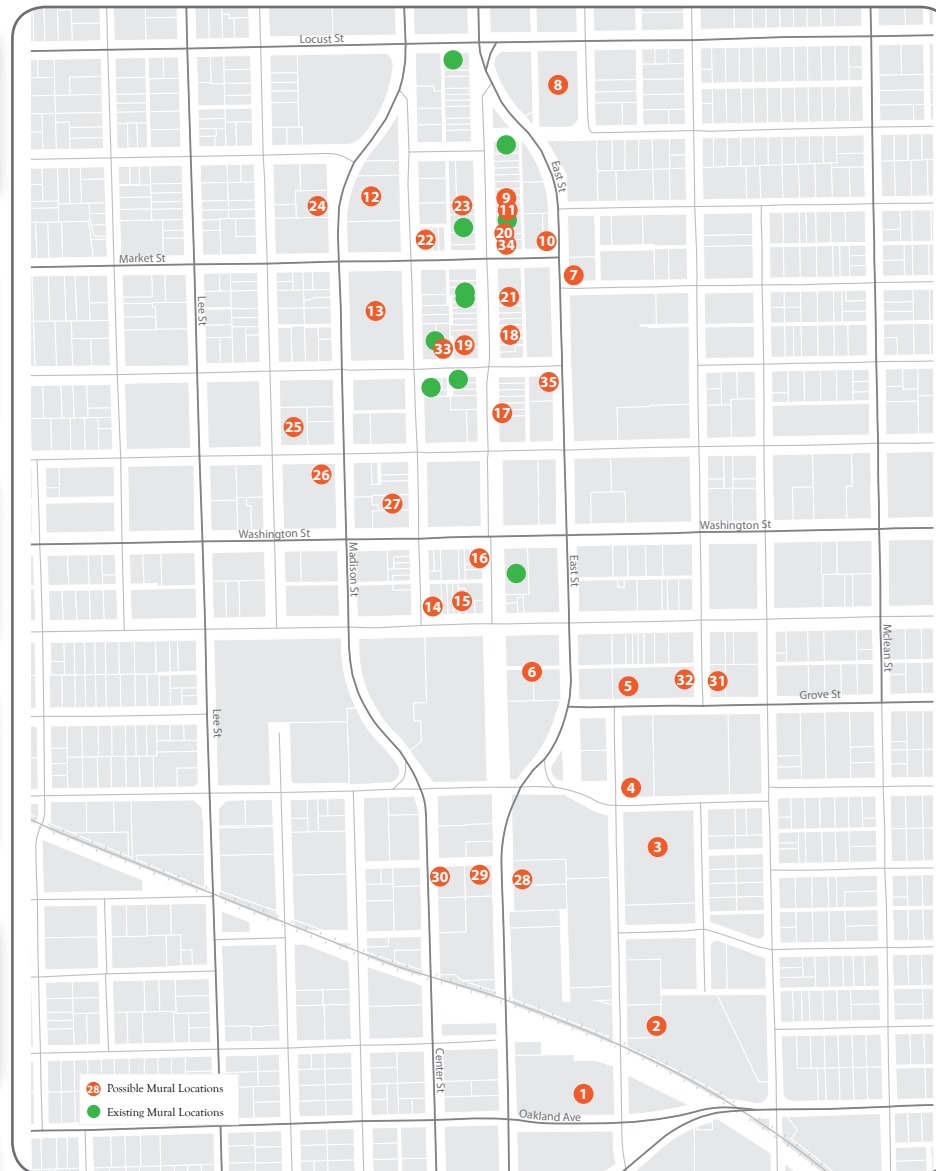 Locust St
8
East St
24
12
23
9
11
22
20
34
10
Market St
7
Lee St
13
21
18
33
19
35
17
25
26
27
Washington St
Washington St
Madison St
East St
16
14
15
6
5
32
31
Mclean St
Grove St
Lee St
4
3
30
29
28
2
Center St
1
Oakland Ave
28 Possible Mural Locations
Existing Mural Locations